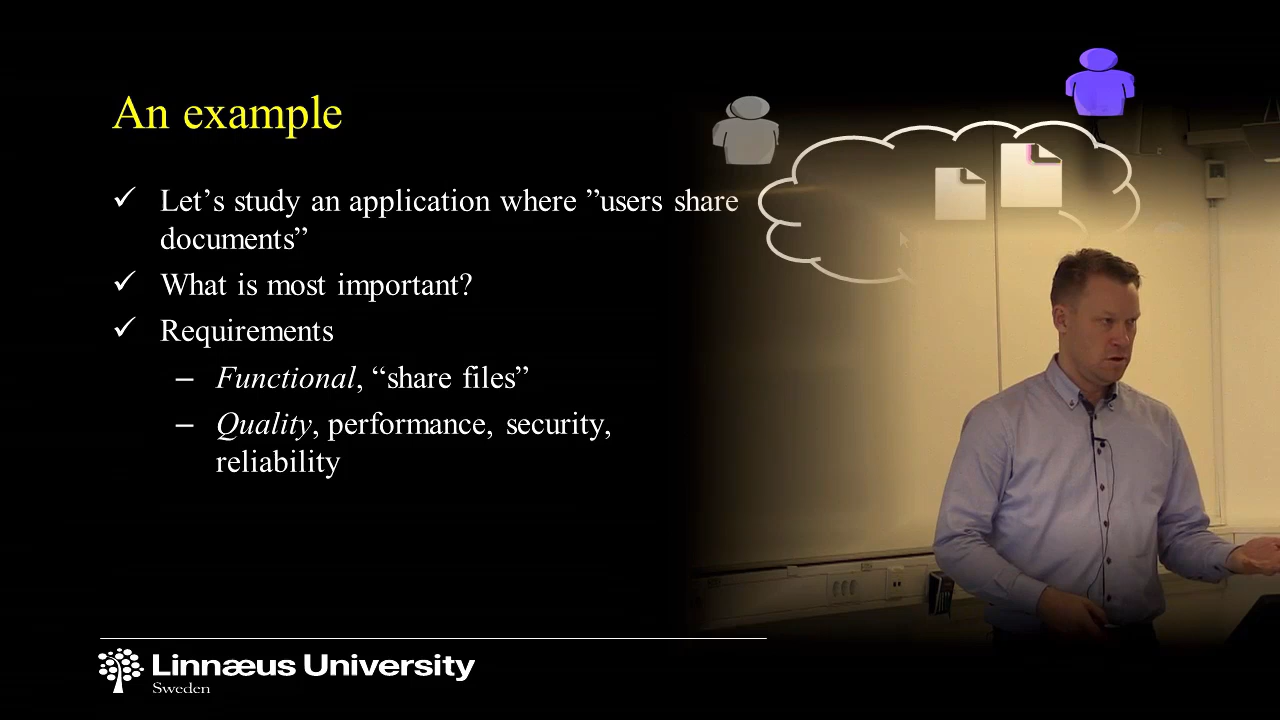 An example
✓ Let’s study an application where ”users share
documents”
✓ What is most important?
✓ Requirements
– Functional, “share files”
– Quality, performance, security,
reliability
Linnæus University
Sweden